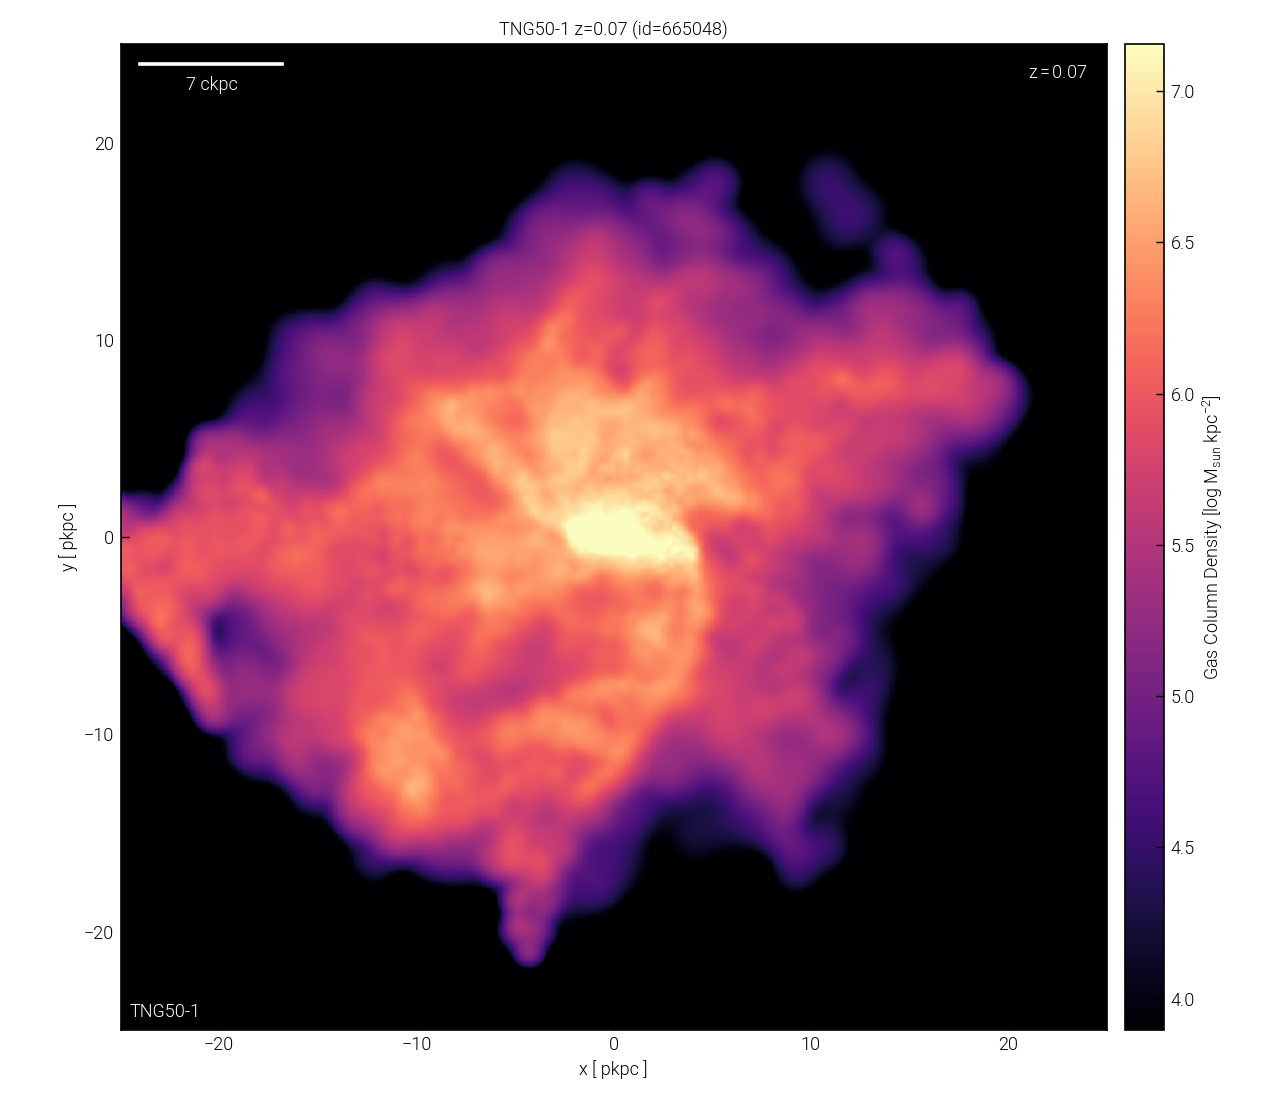 TNG50-1 z=0.07 (id=665048)
7 ckpc
z = 0.07
20
10
0
−10
−20
y [ pkpc ]
TNG50-1
−20 −10 0 10 20
x [ pkpc ]
7.0
6.5
6.0
5.5
5.0
4.5
4.0
Gas Column Density [log M_sun kpc⁻²]